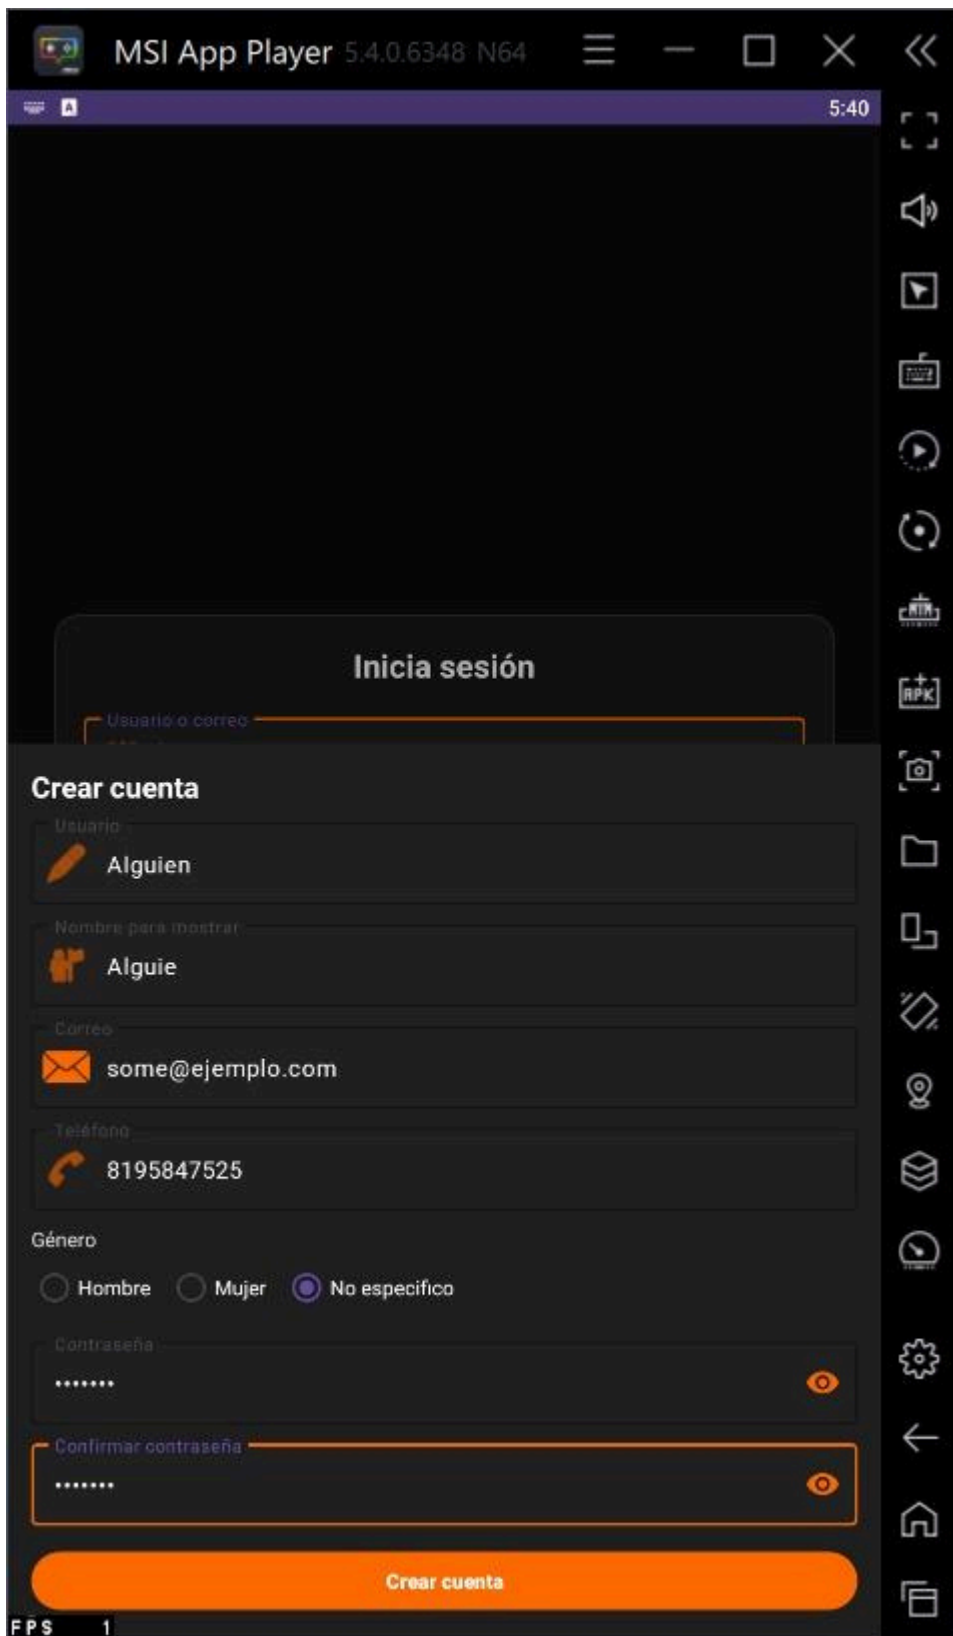 MSI App Player 5.4.0.6348 N64
A
5:40
Inicia sesión
Usuario o correo
Crear cuenta
Usuario
Alguien
Nombre para mostrar
Alguie
Correo
some@ejemplo.com
Teléfono
8195847525
Género
Hombre Mujer No especifico
Contraseña
•••••••
Confirmar contraseña
•••••••
Crear cuenta
FPS 1
APK